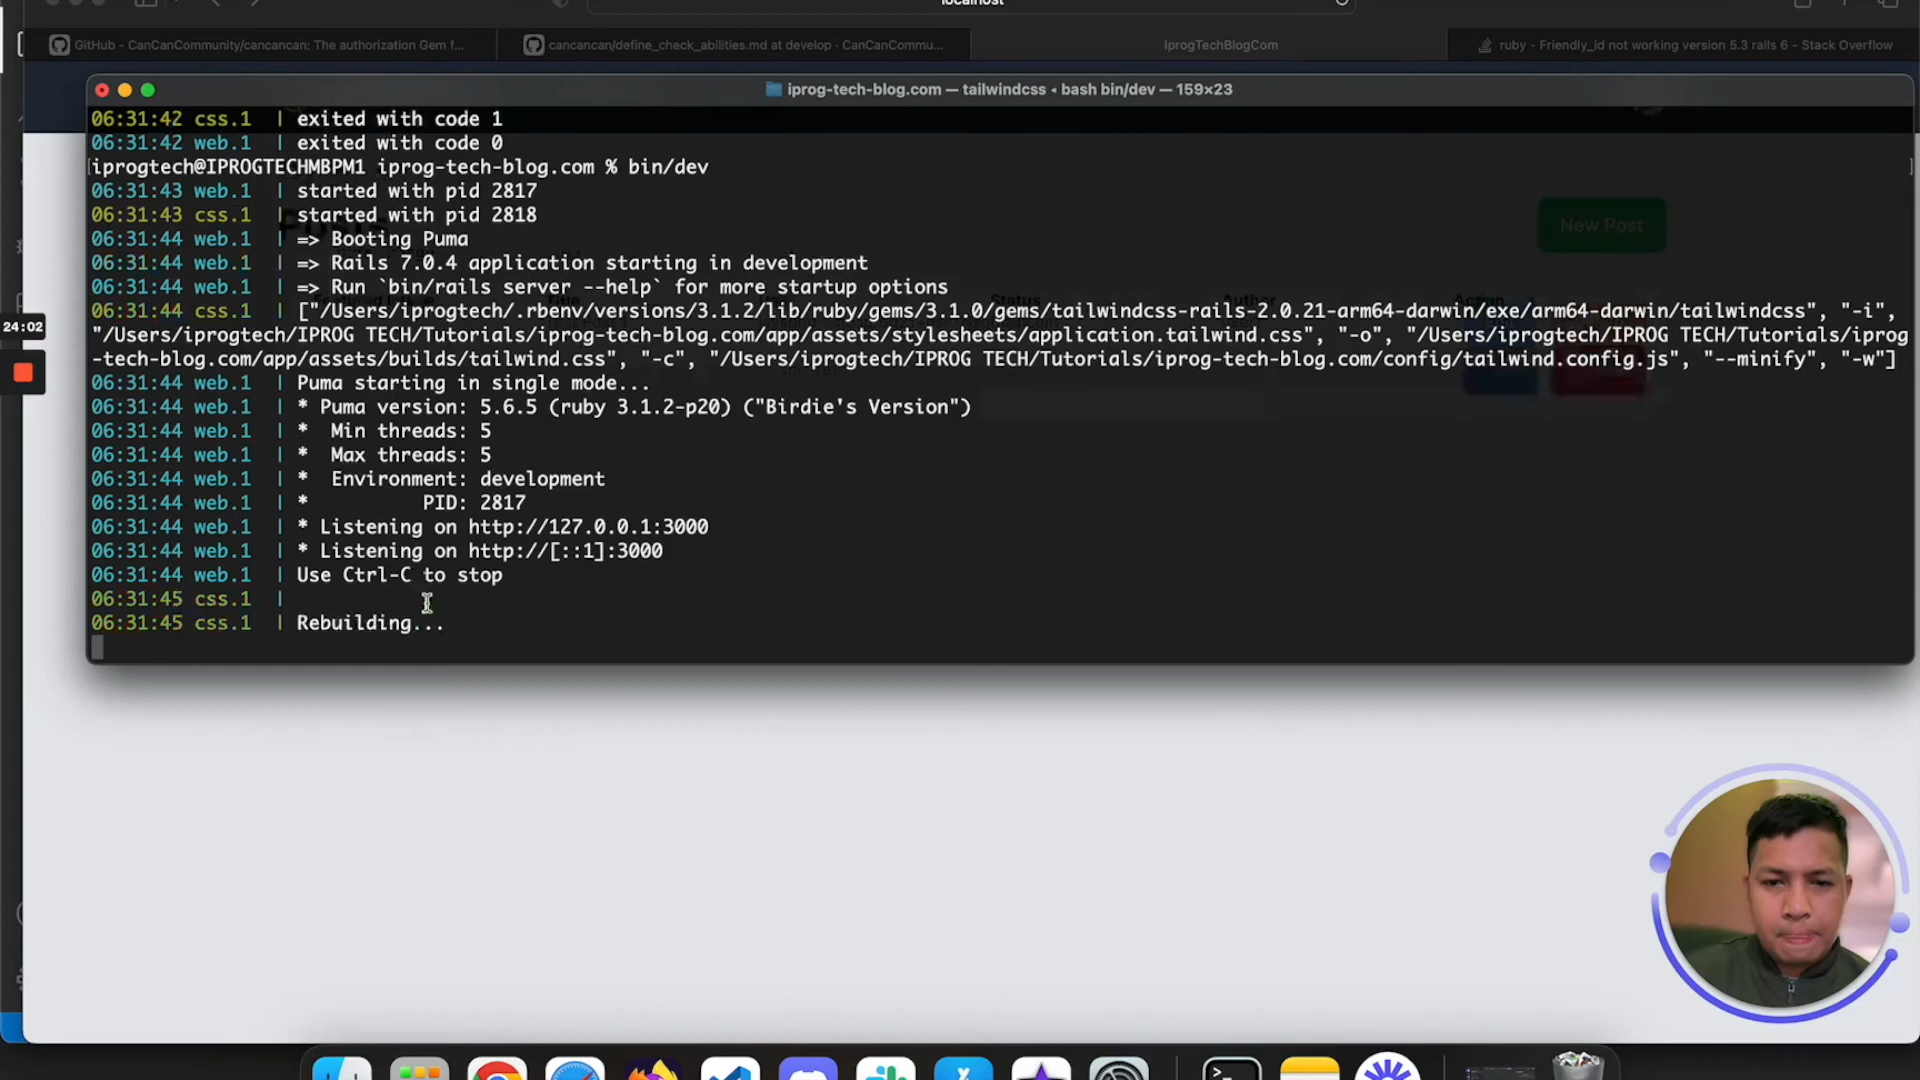 localhost
GitHub - CanCanCommunity/cancancan: The authorization Gem f...
cancancan/define_check_abilities.md at develop · CanCanCommu...
IprogTechBlogCom
ruby - Friendly_id not working version 5.3 rails 6 - Stack Overflow
iprog-tech-blog.com — tailwindcss ◂ bash bin/dev — 159×23
06:31:42 css.1 | exited with code 1
06:31:42 web.1 | exited with code 0
[iprogtech@IPROGTECHMBPM1 iprog-tech-blog.com % bin/dev ]
06:31:43 web.1 | started with pid 2817
06:31:43 css.1 | started with pid 2818
Posts
New Post
06:31:44 web.1 | => Booting Puma
06:31:44 web.1 | => Rails 7.0.4 application starting in development
06:31:44 web.1 | => Run `bin/rails server --help` for more startup options
Title
Status
Author
Action
06:31:44 css.1 | ["/Users/iprogtech/.rbenv/versions/3.1.2/lib/ruby/gems/3.1.0/gems/tailwindcss-rails-2.0.21-arm64-darwin/exe/arm64-darwin/tailwindcss", "-i",
24:02
"/Users/iprogtech/IPROG TECH/Tutorials/iprog-tech-blog.com/app/assets/stylesheets/application.tailwind.css", "-o", "/Users/iprogtech/IPROG TECH/Tutorials/iprog
-tech-blog.com/app/assets/builds/tailwind.css", "-c", "/Users/iprogtech/IPROG TECH/Tutorials/iprog-tech-blog.com/config/tailwind.config.js", "--minify", "-w"]
06:31:44 web.1 | Puma starting in single mode...
06:31:44 web.1 | * Puma version: 5.6.5 (ruby 3.1.2-p20) ("Birdie's Version")
06:31:44 web.1 | *  Min threads: 5
06:31:44 web.1 | *  Max threads: 5
06:31:44 web.1 | *  Environment: development
06:31:44 web.1 | *          PID: 2817
06:31:44 web.1 | * Listening on http://127.0.0.1:3000
06:31:44 web.1 | * Listening on http://[::1]:3000
06:31:44 web.1 | Use Ctrl-C to stop
06:31:45 css.1 |
06:31:45 css.1 | Rebuilding...